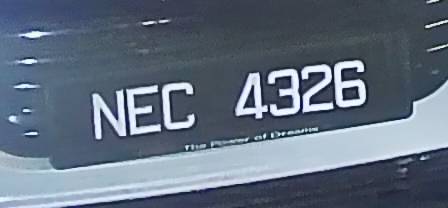 NEC 4326
The Power of Dreams